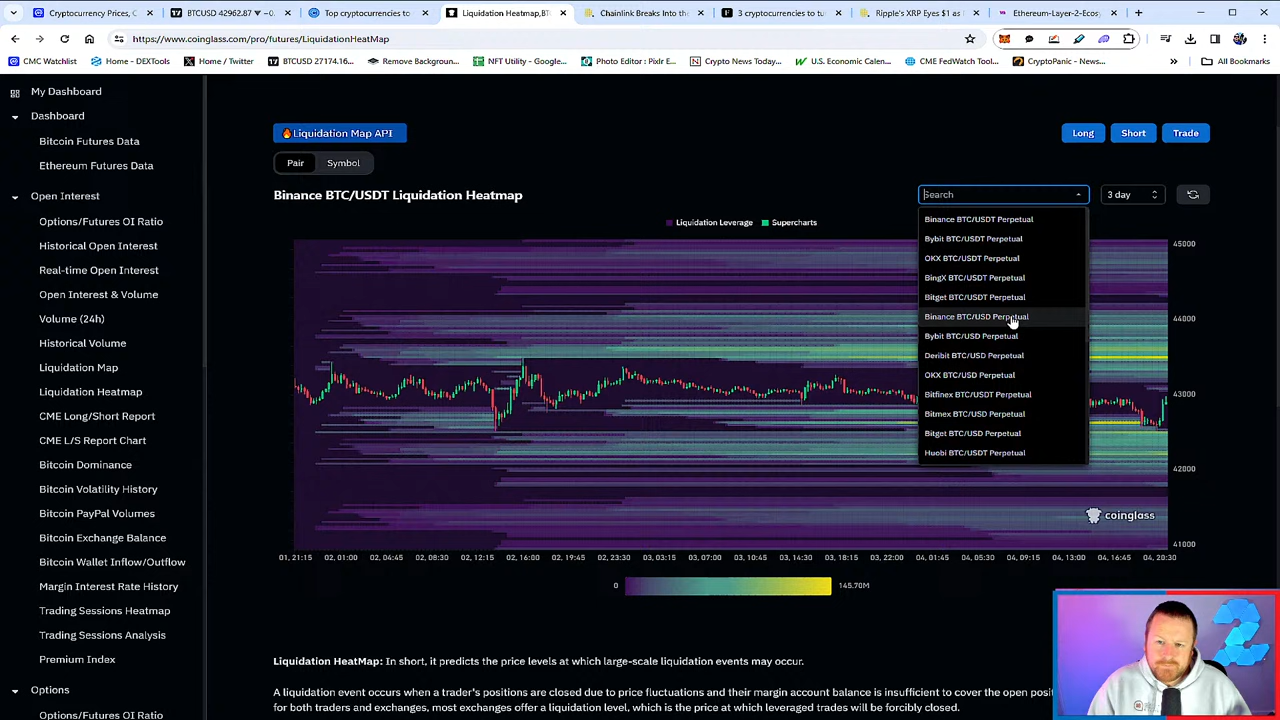 Cryptocurrency Prices, C
BTCUSD 42962.87 ▼ −0..
Top cryptocurrencies to
Liquidation Heatmap,BT
Chainlink Breaks Into the
3 cryptocurrencies to tu
Ripple's XRP Eyes $1 as
Ethereum-Layer-2-Ecos
https://www.coinglass.com/pro/futures/LiquidationHeatMap
CMC Watchlist
Home - DEXTools
Home / Twitter
BTCUSD 27174.16...
Remove Backgroun...
NFT Utility - Google...
Photo Editor : Pixlr E...
Crypto News Today...
U.S. Economic Calen...
CME FedWatch Tool...
CryptoPanic - News...
All Bookmarks
My Dashboard
Dashboard
Bitcoin Futures Data
Ethereum Futures Data
Open Interest
Options/Futures OI Ratio
Historical Open Interest
Real-time Open Interest
Open Interest & Volume
Volume (24h)
Historical Volume
Liquidation Map
Liquidation Heatmap
CME Long/Short Report
CME L/S Report Chart
Bitcoin Dominance
Bitcoin Volatility History
Bitcoin PayPal Volumes
Bitcoin Exchange Balance
Bitcoin Wallet Inflow/Outflow
Margin Interest Rate History
Trading Sessions Heatmap
Trading Sessions Analysis
Premium Index
Options
Options/Futures OI Ratio
Liquidation Map API
Long Short Trade
Pair Symbol
Binance BTC/USDT Liquidation Heatmap
Search
3 day
Liquidation Leverage Supercharts
Binance BTC/USDT Perpetual
Bybit BTC/USDT Perpetual
OKX BTC/USDT Perpetual
BingX BTC/USDT Perpetual
Bitget BTC/USDT Perpetual
Binance BTC/USD Perpetual
Bybit BTC/USD Perpetual
Deribit BTC/USD Perpetual
OKX BTC/USD Perpetual
Bitfinex BTC/USDT Perpetual
Bitmex BTC/USD Perpetual
Bitget BTC/USD Perpetual
Huobi BTC/USDT Perpetual
45000
44000
43000
42000
41000
coinglass
01, 21:15 02, 01:00 02, 04:45 02, 08:30 02, 12:15 02, 16:00 02, 19:45 02, 23:30 03, 03:15 03, 07:00 03, 10:45 03, 14:30 03, 18:15 03, 22:00 04, 01:45 04, 05:30 04, 09:15 04, 13:00 04, 16:45 04, 20:30
0 145.70M
Liquidation HeatMap: In short, it predicts the price levels at which large-scale liquidation events may occur.
A liquidation event occurs when a trader's positions are closed due to price fluctuations and their margin account balance is insufficient to cover the open posit
for both traders and exchanges, most exchanges offer a liquidation level, which is the price at which leveraged trades will be forcibly closed.
2